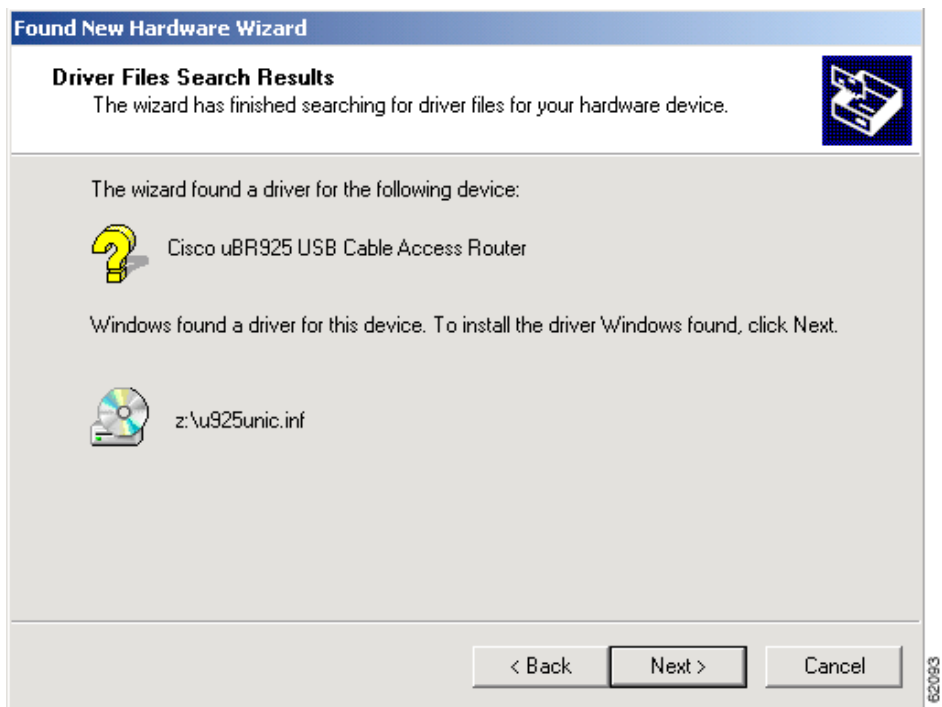 Found New Hardware Wizard
Driver Files Search Results
The wizard has finished searching for driver files for your hardware device.
The wizard found a driver for the following device:
Cisco uBR925 USB Cable Access Router
Windows found a driver for this device. To install the driver Windows found, click Next.
z:\u925unic.inf
< Back
Next >
Cancel
62093